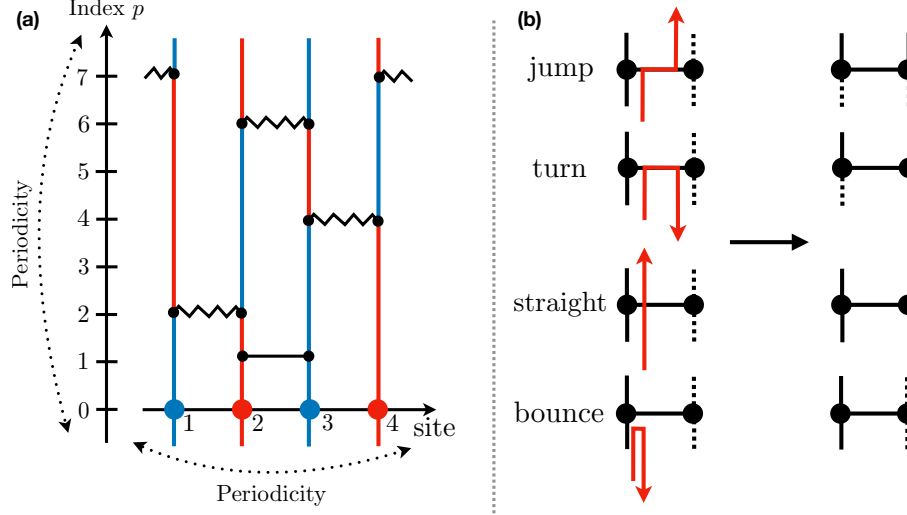 (a)
Index p
7
6
5
4
3
2
1
0
1
2
3
4
site
Periodicity
Periodicity
(b)
jump
turn
straight
bounce